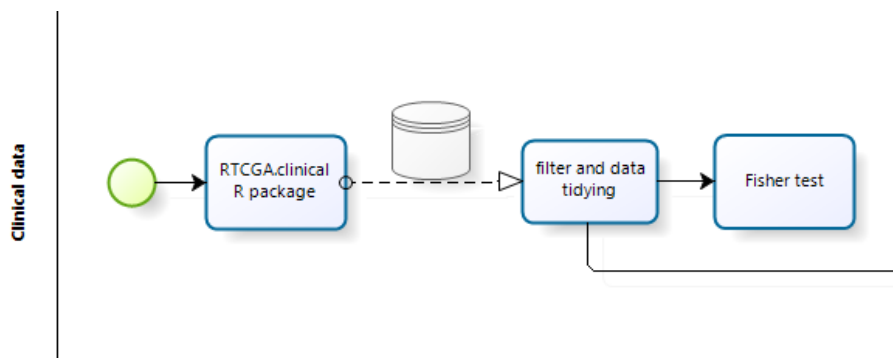 Clinical data
RTCGA.clinical
R package
filter and data
tidying
Fisher test